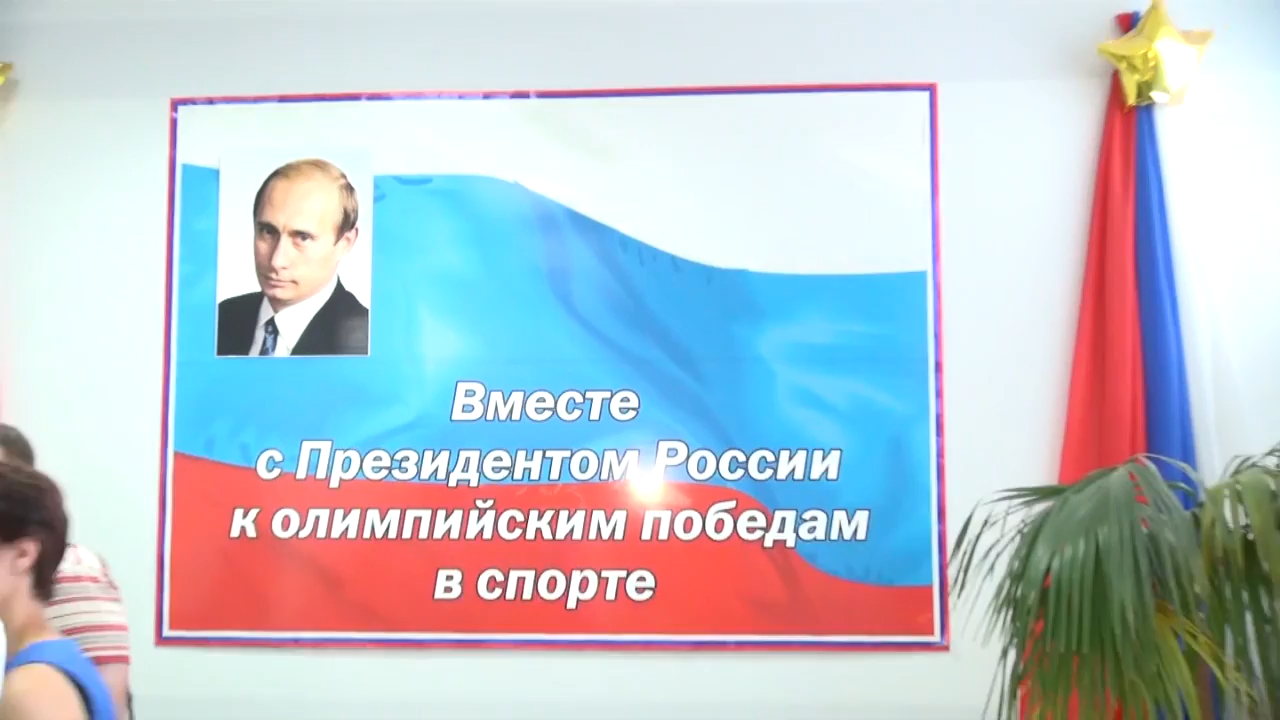 Вместе
с Президентом России
к олимпийским победам
в спорте